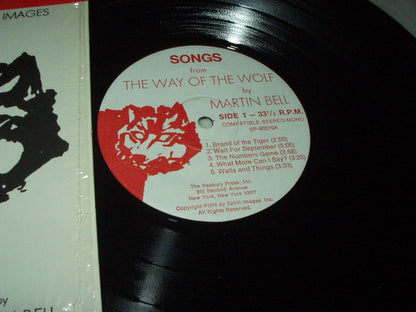 IMAGES
SONGS
from
THE WAY OF THE WOLF
by
MARTIN BELL
SIDE 1 — 33⅓ R.P.M.
COMPATIBLE STEREO-MONO
SP-90270A
1. Brand of the Tiger (2:55)
2. Wait For September (5:05)
3. The Numbers Game (3:58)
4. What More Can I Say? (3:25)
5. Walls and Things (3:33)
The Seabury Press, Inc.
815 Second Avenue
New York, New York 10017
Copyright ©1970 by Spirit Images, Inc.
All Rights Reserved.
by